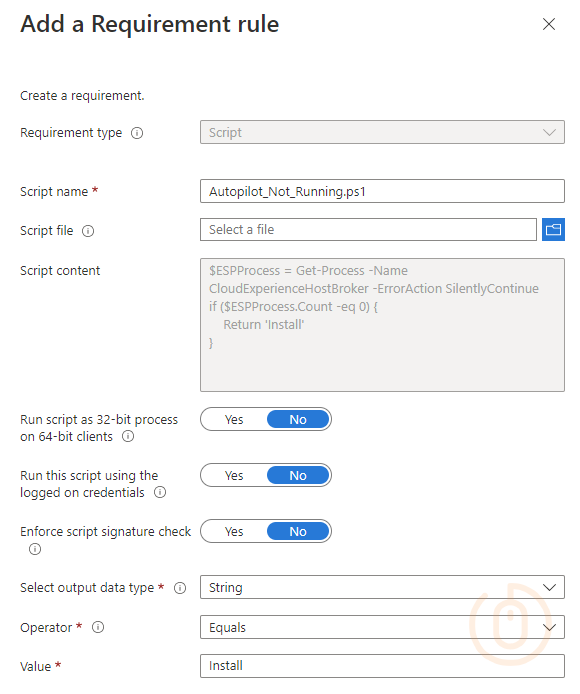 Add a Requirement rule
Create a requirement.
Requirement type
Script
Script name *
Autopilot_Not_Running.ps1
Script file
Select a file
Script content
$ESPProcess = Get-Process -Name
CloudExperienceHostBroker -ErrorAction SilentlyContinue
if ($ESPProcess.Count -eq 0) {
    Return 'Install'
}
Run script as 32-bit process
on 64-bit clients
Yes No
Run this script using the
logged on credentials
Yes No
Enforce script signature check
Yes No
Select output data type *
String
Operator *
Equals
Value *
Install